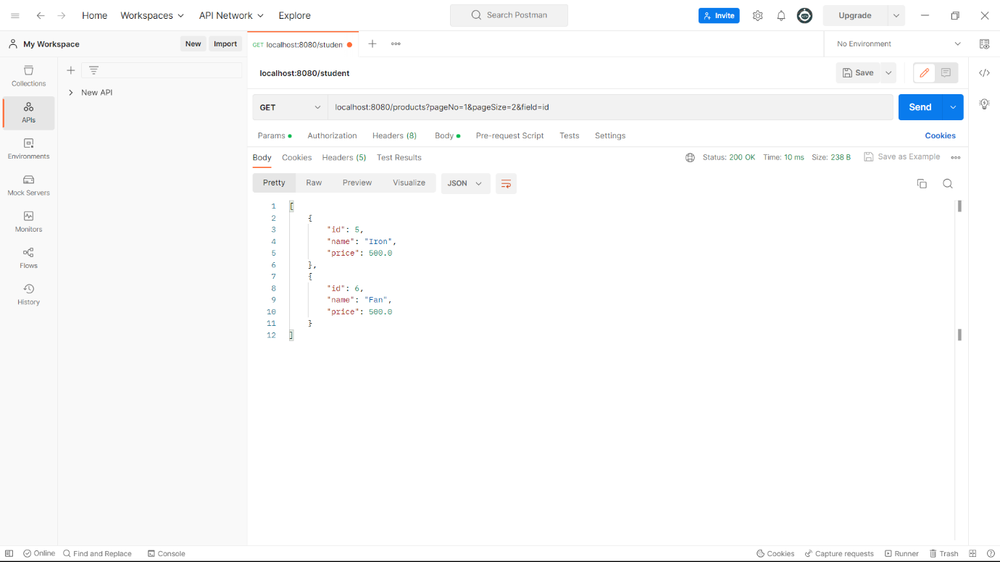 Home Workspaces API Network Explore Search Postman Invite Upgrade
My Workspace New Import GET localhost:8080/studen No Environment
Collections
APIs
Environments
Mock Servers
Monitors
Flows
History
New API
localhost:8080/student Save
GET localhost:8080/products?pageNo=1&pageSize=2&field=id Send
Params Authorization Headers (8) Body Pre-request Script Tests Settings Cookies
Body Cookies Headers (5) Test Results Status: 200 OK Time: 10 ms Size: 238 B Save as Example
Pretty Raw Preview Visualize JSON
1 [
2 {
3 "id": 5,
4 "name": "Iron",
5 "price": 500.0
6 },
7 {
8 "id": 6,
9 "name": "Fan",
10 "price": 500.0
11 }
12 ]
Online Find and Replace Console Cookies Capture requests Runner Trash